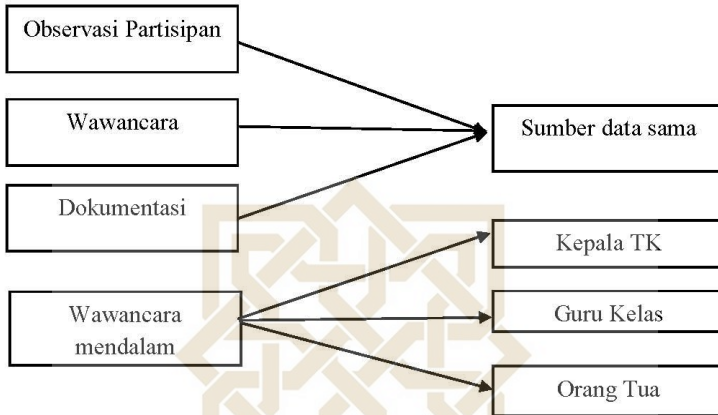 Observasi Partisipan
Wawancara
Sumber data sama
Dokumentasi
Kepala TK
Wawancara
mendalam
Guru Kelas
Orang Tua